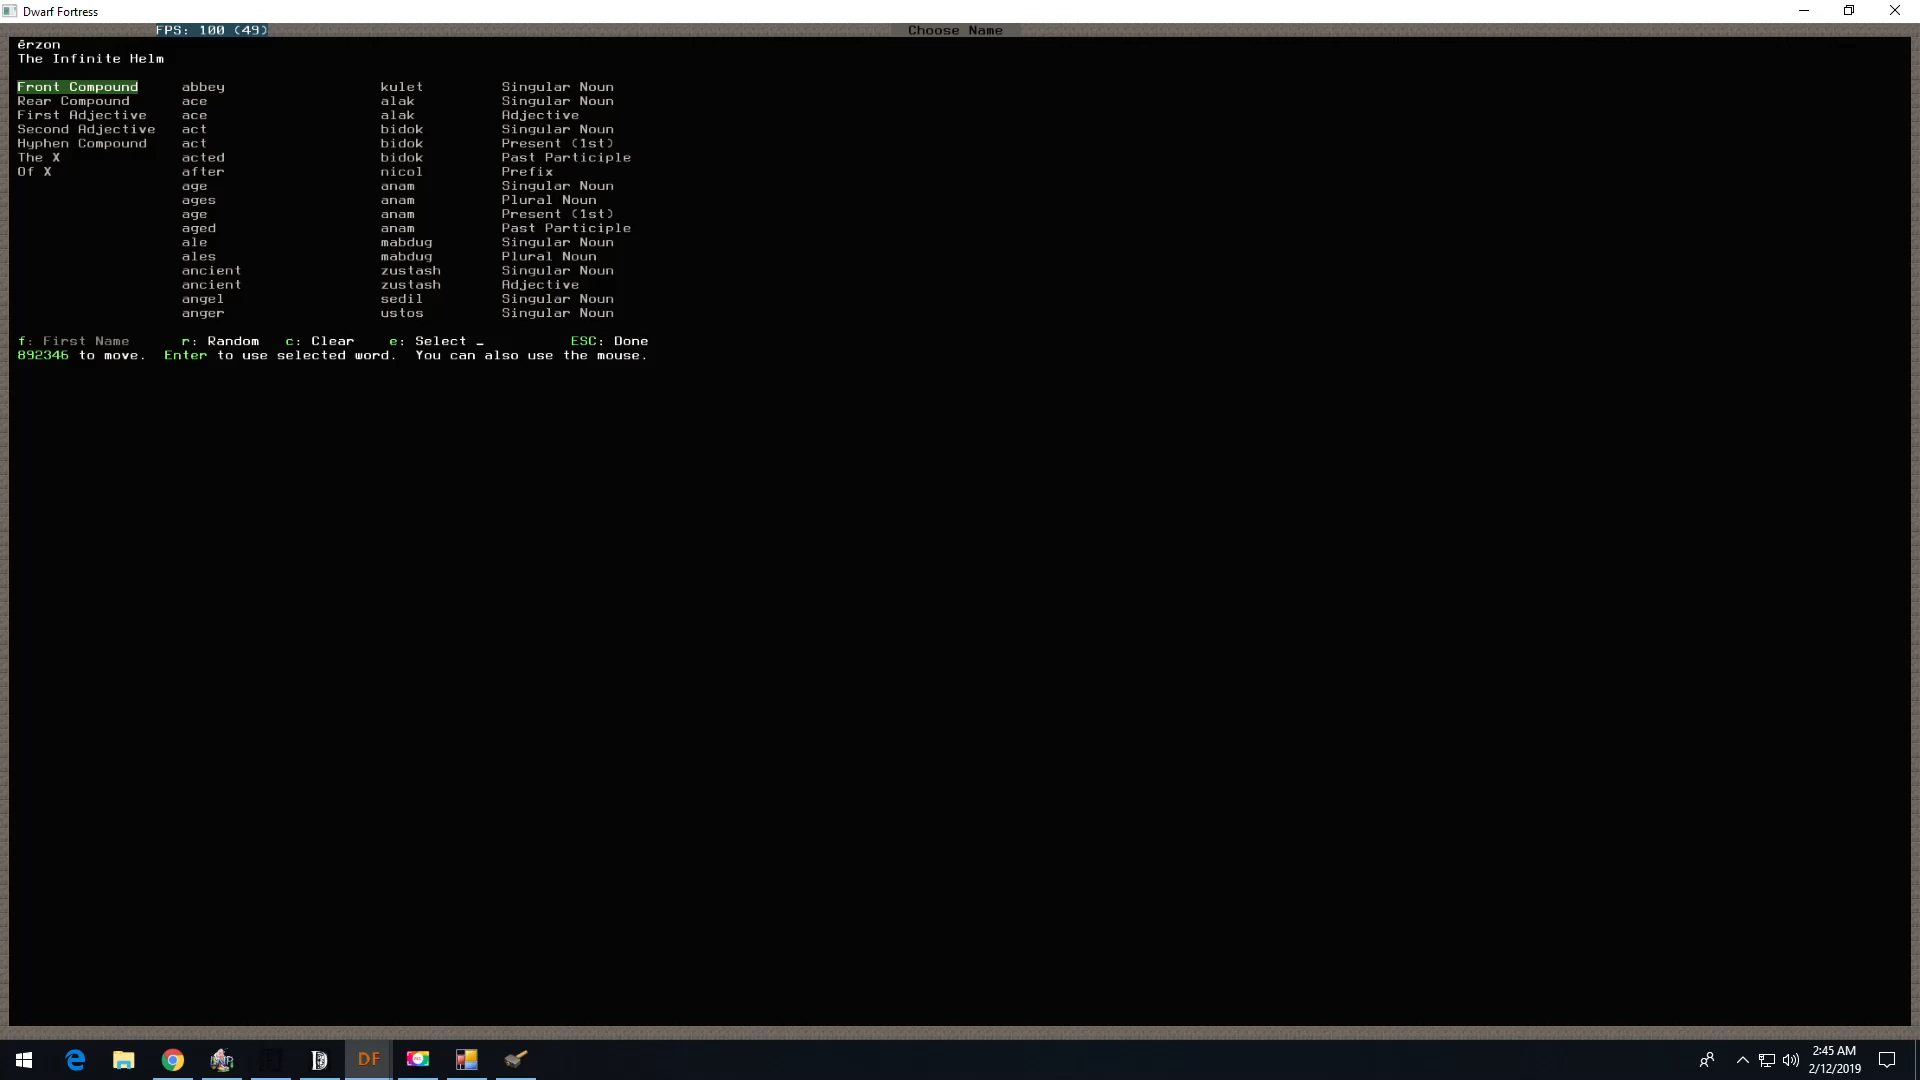 Dwarf Fortress
FPS: 100 (49) Choose Name
ērzon
The Infinite Helm
Front Compound abbey kulet Singular Noun
Rear Compound ace alak Singular Noun
First Adjective ace alak Adjective
Second Adjective act bidok Singular Noun
Hyphen Compound act bidok Present (1st)
The X acted bidok Past Participle
Of X after nicol Prefix
age anam Singular Noun
ages anam Plural Noun
age anam Present (1st)
aged anam Past Participle
ale mabdug Singular Noun
ales mabdug Plural Noun
ancient zustash Singular Noun
ancient zustash Adjective
angel sedil Singular Noun
anger ustos Singular Noun
f: First Name r: Random c: Clear e: Select _ ESC: Done
892346 to move. Enter to use selected word. You can also use the mouse.
DF
2:45 AM
2/12/2019